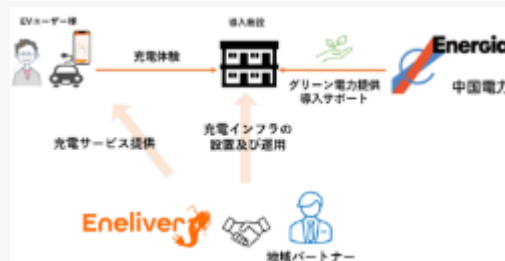 EVユーザー様
導入施設
充電体験
Energia
中国電力
グリーン電力提供
導入サポート
充電サービス提供
充電インフラの
設置及び運用
Eneliver
地域パートナー